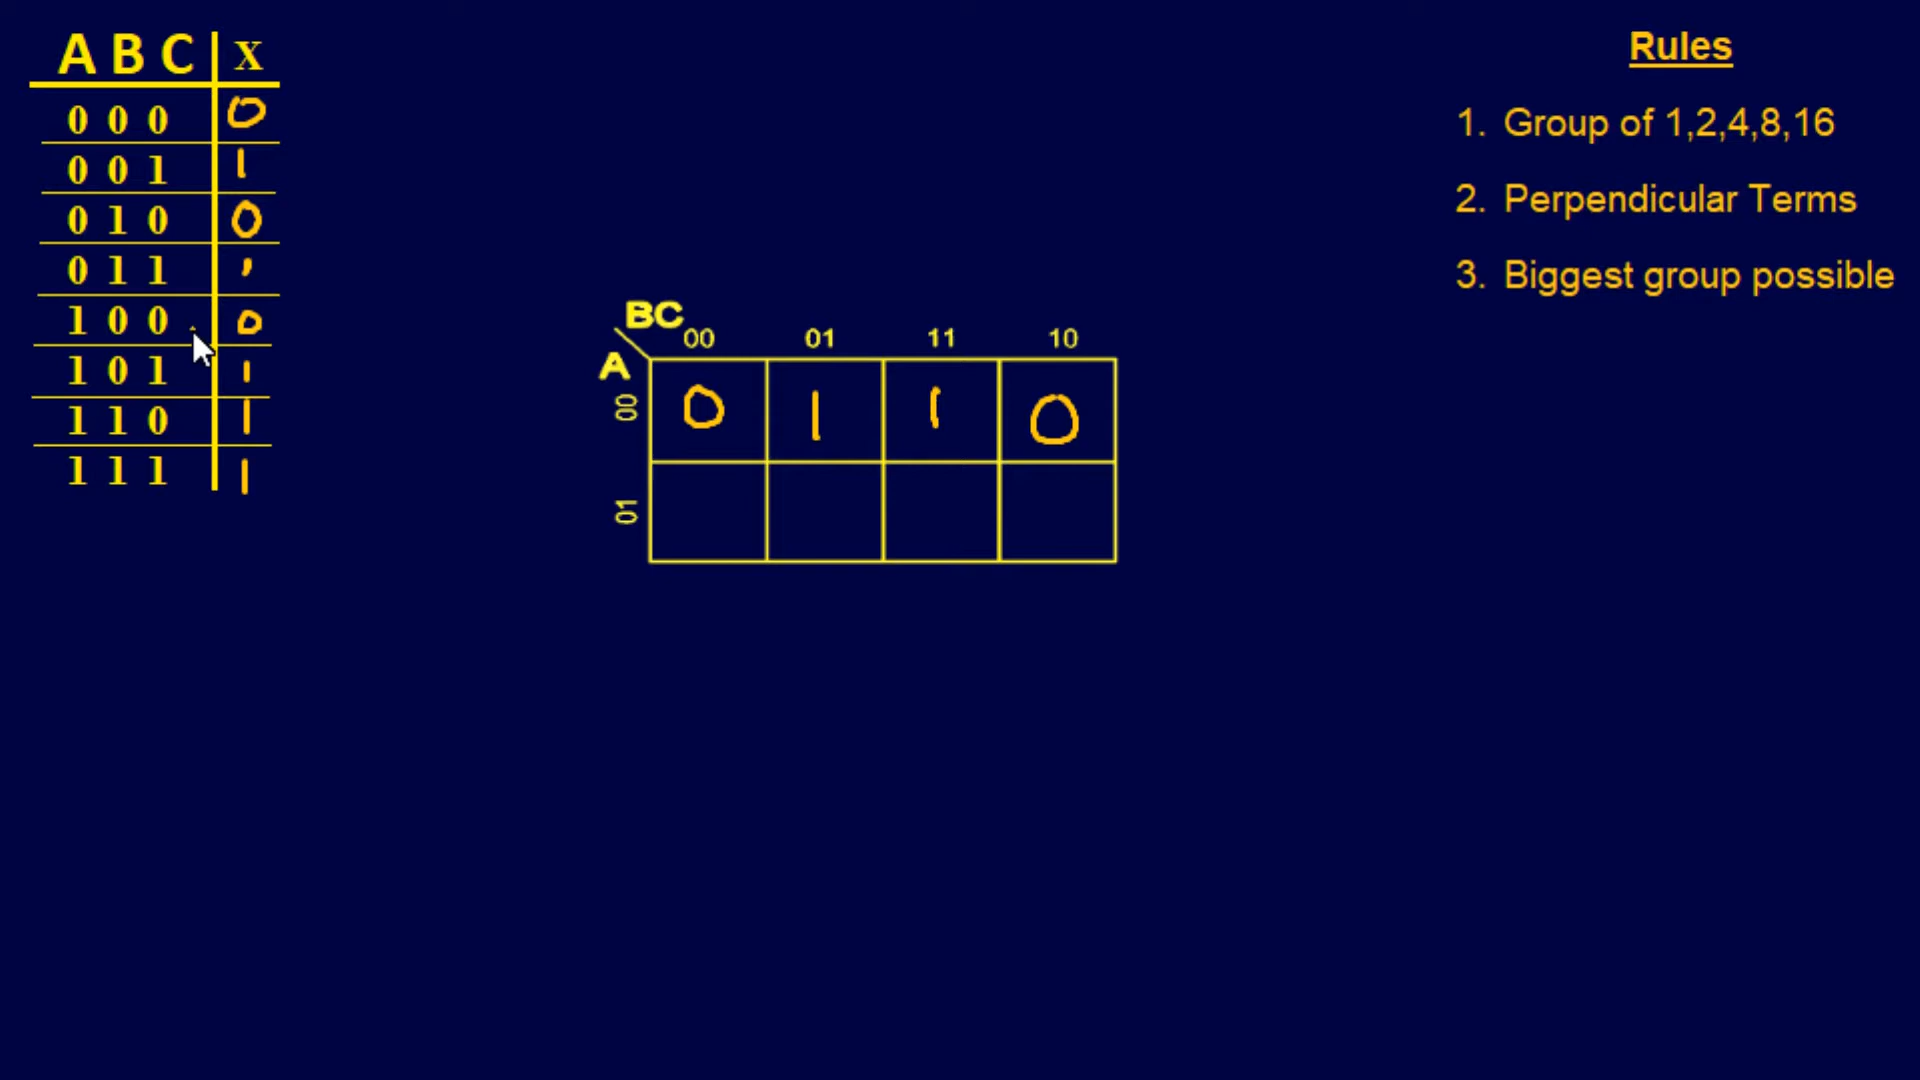 A B C X
0 0 0 0
0 0 1 1
0 1 0 0
0 1 1 1
1 0 0 0
1 0 1 1
1 1 0 1
1 1 1 1
BC
00 01 11 10
A
00 0 1 1 0
01
Rules
1. Group of 1,2,4,8,16
2. Perpendicular Terms
3. Biggest group possible